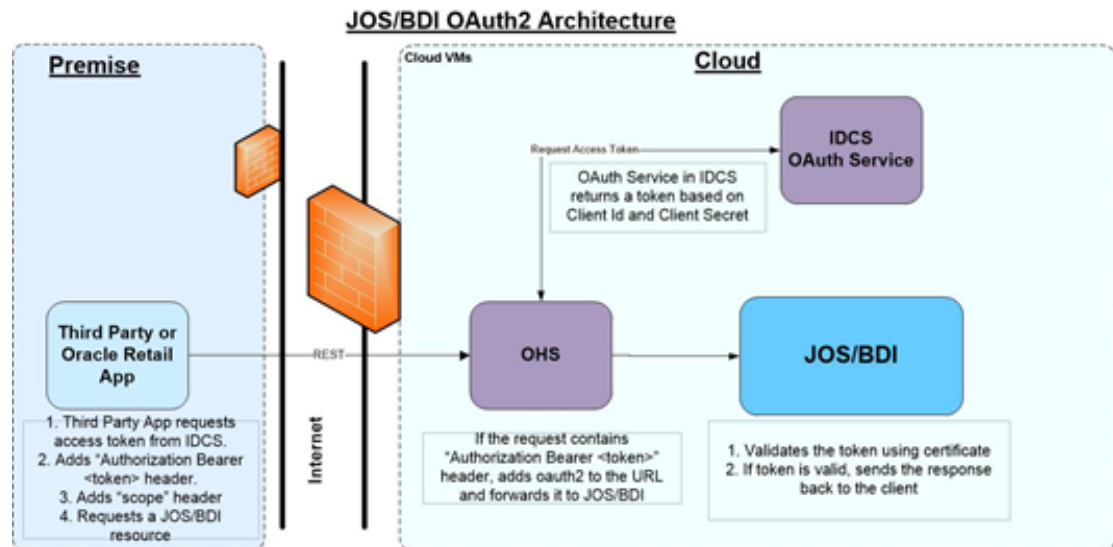 JOS/BDI OAuth2 Architecture
Premise
Cloud VMs
Cloud
IDCS
OAuth Service
Request Access Token
OAuth Service in IDCS
returns a token based on
Client Id and Client Secret
Third Party or
Oracle Retail
App
REST
OHS
JOS/BDI
1. Third Party App requests
access token from IDCS.
2. Adds “Authorization Bearer
<token> header.
3. Adds “scope” header
4. Requests a JOS/BDI
resource
Internet
If the request contains
“Authorization Bearer <token>”
header, adds oauth2 to the URL
and forwards it to JOS/BDI
1. Validates the token using certificate
2. If token is valid, sends the response
back to the client